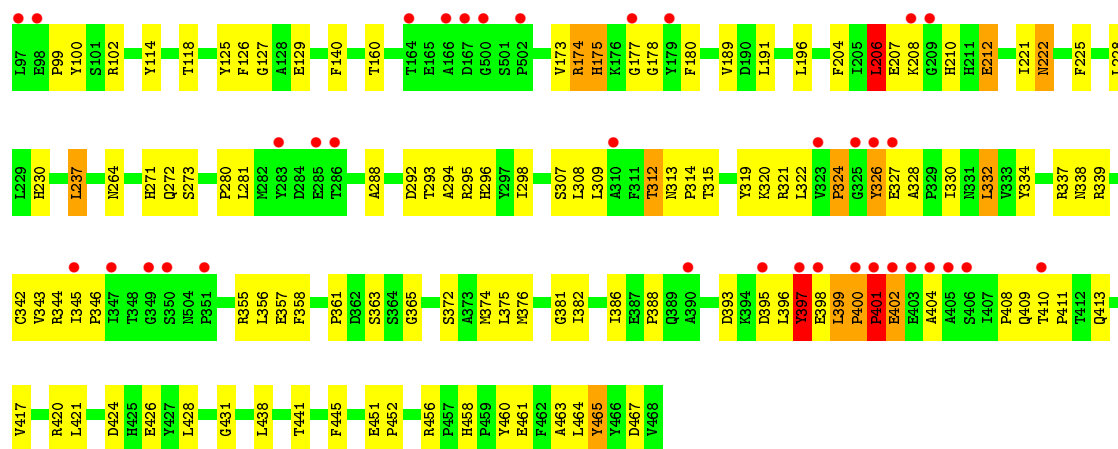 L97 E98 P99 Y100 S101 R102 Y114 T118 Y125 F126 G127 A128 E129 F140 T160 T164 E165 A166 D167 G500 S501 P502 V173 R174 H175 K176 G177 G178 Y179 F180 V189 D190 L191 L196 F204 I205 L206 E207 K208 G209 H210 H211 E212 I221 N222 F225 L228
L229 H230 L237 N264 H271 Q272 S273 P280 L281 M282 Y283 D284 E285 T286 A288 D292 T293 A294 R295 H296 Y297 I298 S307 L308 L309 A310 F311 T312 N313 P314 T315 Y319 K320 R321 L322 V323 P324 G325 Y326 E327 A328 P329 I330 N331 L332 V333 Y334 R337 N338 R339
C342 V343 R344 I345 P346 I347 T348 G349 S350 N504 P351 R355 L356 E357 F358 P361 D362 S363 S364 G365 S372 A373 M374 L375 M376 G381 I382 I386 E387 P388 Q389 A390 D393 K394 D395 L396 Y397 E398 L399 P400 P401 E402 E403 A404 A405 S406 I407 P408 Q409 T410 P411 T412 Q413
V417 R420 L421 D424 H425 E426 Y427 L428 G431 L438 T441 F445 E451 P452 R456 P457 H458 P459 Y460 E461 F462 A463 L464 Y465 Y466 D467 V468